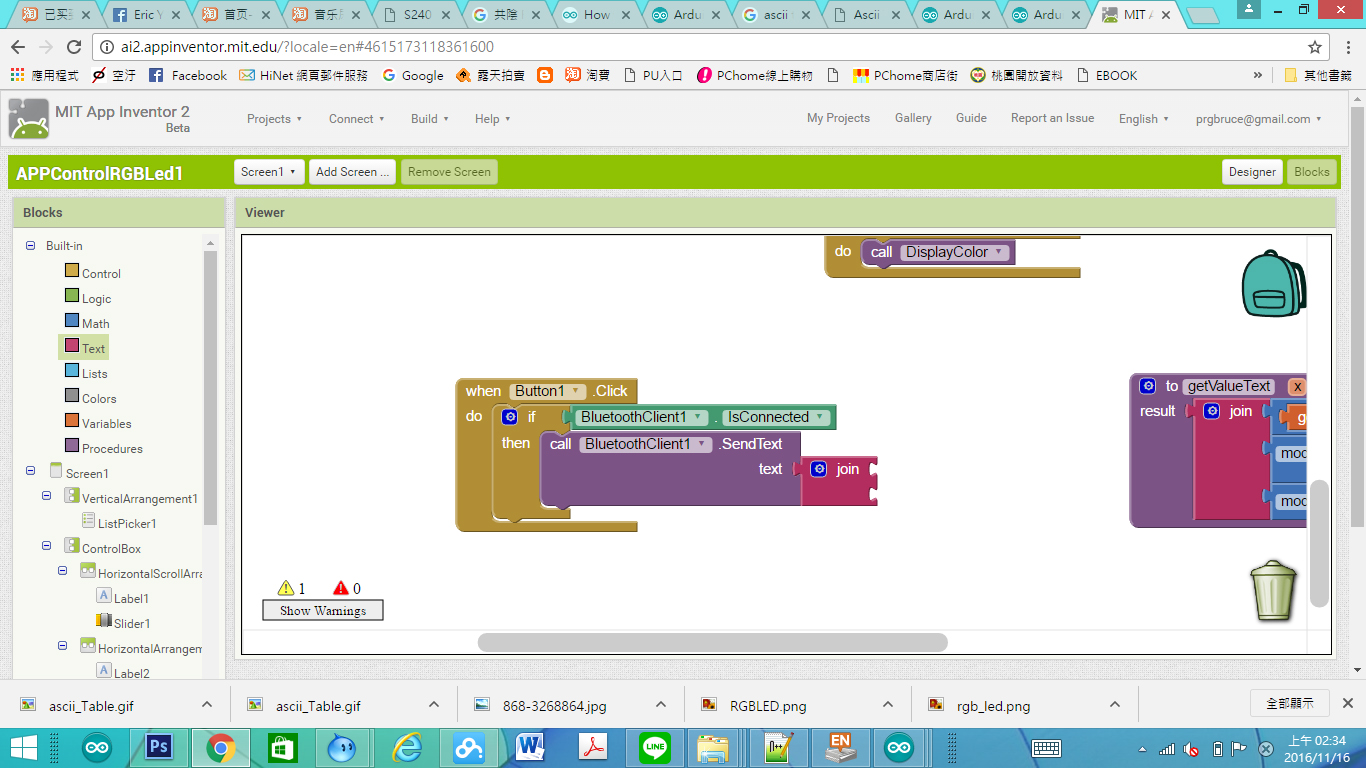 已买
Eric Y
首页-
音乐
S240
共陰
How
Ardu
ascii
Ascii
Ardu
Ardu
MIT A
ai2.appinventor.mit.edu/?locale=en#4615173118361600
應用程式 空汙 Facebook HiNet 網頁郵件服務 Google 露天拍賣 淘寶 PU入口 PChome線上購物 PChome商店街 桃園開放資料 EBOOK » 其他書籤
MIT App Inventor 2
Beta
Projects Connect Build Help My Projects Gallery Guide Report an Issue English prgbruce@gmail.com
APPControlRGBLed1 Screen1 Add Screen ... Remove Screen Designer Blocks
Blocks
Viewer
Built-in
Control
Logic
Math
Text
Lists
Colors
Variables
Procedures
Screen1
VerticalArrangement1
ListPicker1
ControlBox
HorizontalScrollArra
Label1
Slider1
HorizontalArrangem
Label2
do call DisplayColor
when Button1 .Click
do if BluetoothClient1 . IsConnected
then call BluetoothClient1 .SendText
text join
to getValueText x
result join g
mod
mod
1 0
Show Warnings
ascii_Table.gif ascii_Table.gif 868-3268864.jpg RGBLED.png rgb_led.png 全部顯示
Ps
W
LINE
EN
上午 02:34
2016/11/16